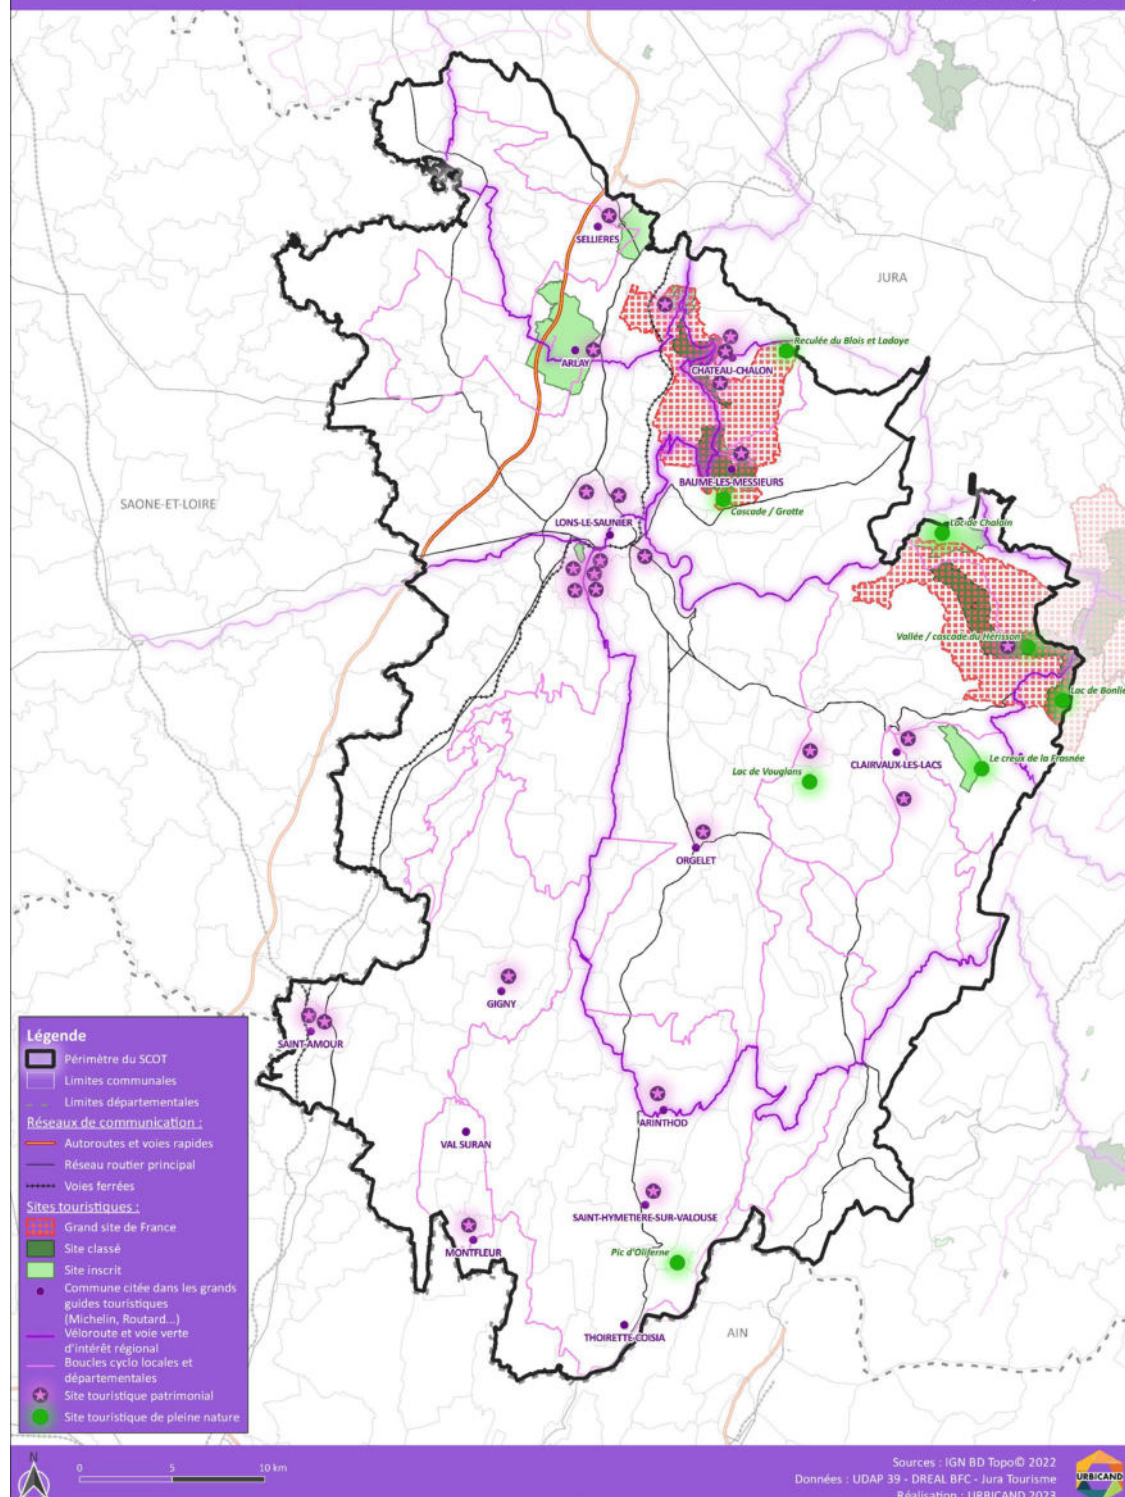 SELLIERES
JURA
Reculée du Blois et Ladoye
ARLAY
CHATEAU-CHALON
BAUME-LES-MESSIEURS
SAONE-ET-LOIRE
Cascade / Grotte
LONS-LE-SAUNIER
Lac de Chalain
Vallée / cascade du Hérisson
Lac de Bonlie
CLAIRVAUX-LES-LACS
Le creux de la Frasnée
Lac de Vouglans
ORGELET
GIGNY
SAINT-AMOUR
ARINTHOD
VAL SURAN
SAINT-HYMETIERE-SUR-VALOUSE
MONTFLEUR
Pic d'Oliferne
THOIRETTE-COISIA
AIN
Légende
Périmètre du SCOT
Limites communales
Limites départementales
Réseaux de communication :
Autoroutes et voies rapides
Réseau routier principal
Voies ferrées
Sites touristiques :
Grand site de France
Site classé
Site inscrit
Commune citée dans les grands
guides touristiques
(Michelin, Routard...)
Véloroute et voie verte
d'intérêt régional
Boucles cyclo locales et
départementales
Site touristique patrimonial
Site touristique de pleine nature
N
0 5 10 km
Sources : IGN BD Topo© 2022
Données : UDAP 39 - DREAL BFC - Jura Tourisme
Réalisation : URBICAND 2023
URBICAND